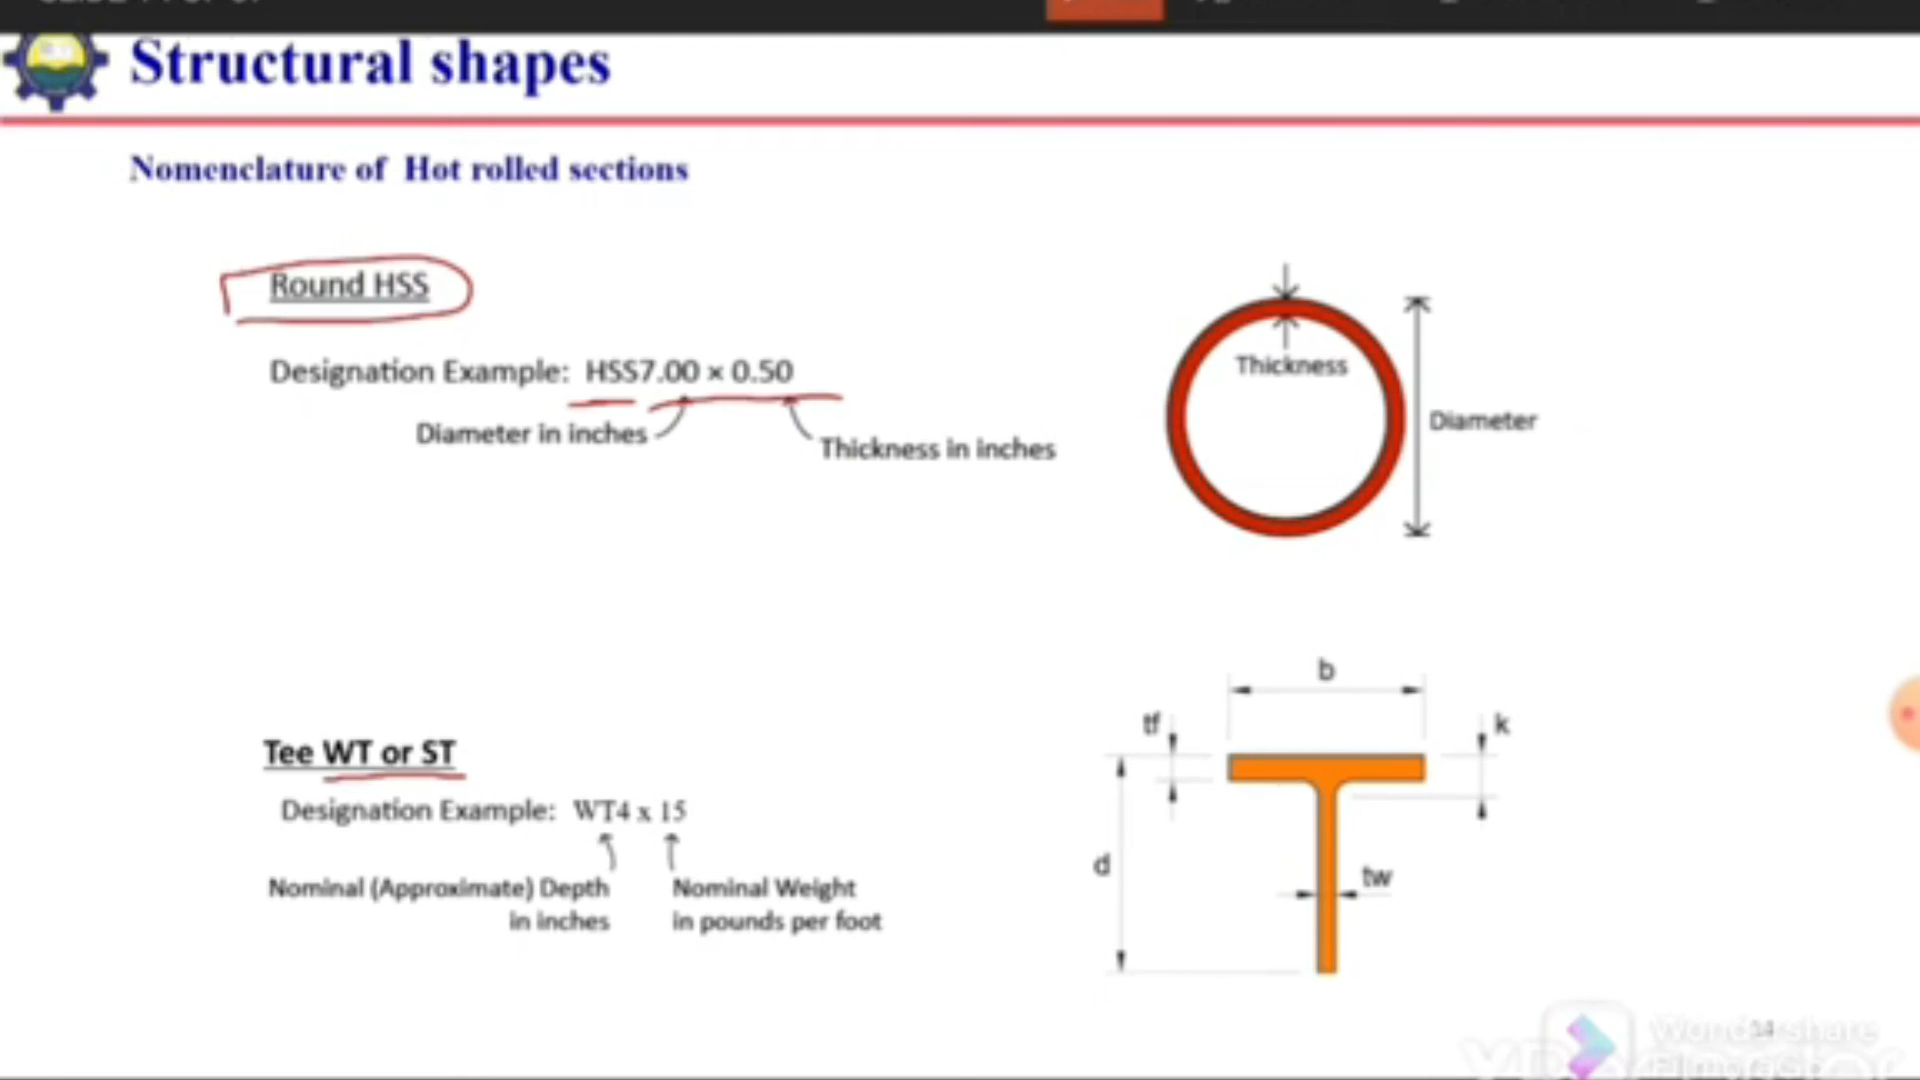 Structural shapes
Nomenclature of Hot rolled sections
Round HSS
Designation Example: HSS7.00 × 0.50
Diameter in inches
Thickness in inches
Thickness
Diameter
b
tf
k
Tee WT or ST
Designation Example: WT4 x 15
d
tw
Nominal (Approximate) Depth
in inches
Nominal Weight
in pounds per foot
Wondershare